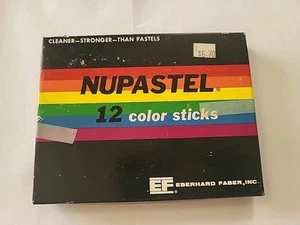 CLEANER—STRONGER—THAN PASTELS
NUPASTEL®
12 color sticks
EF®
EBERHARD FABER, INC.